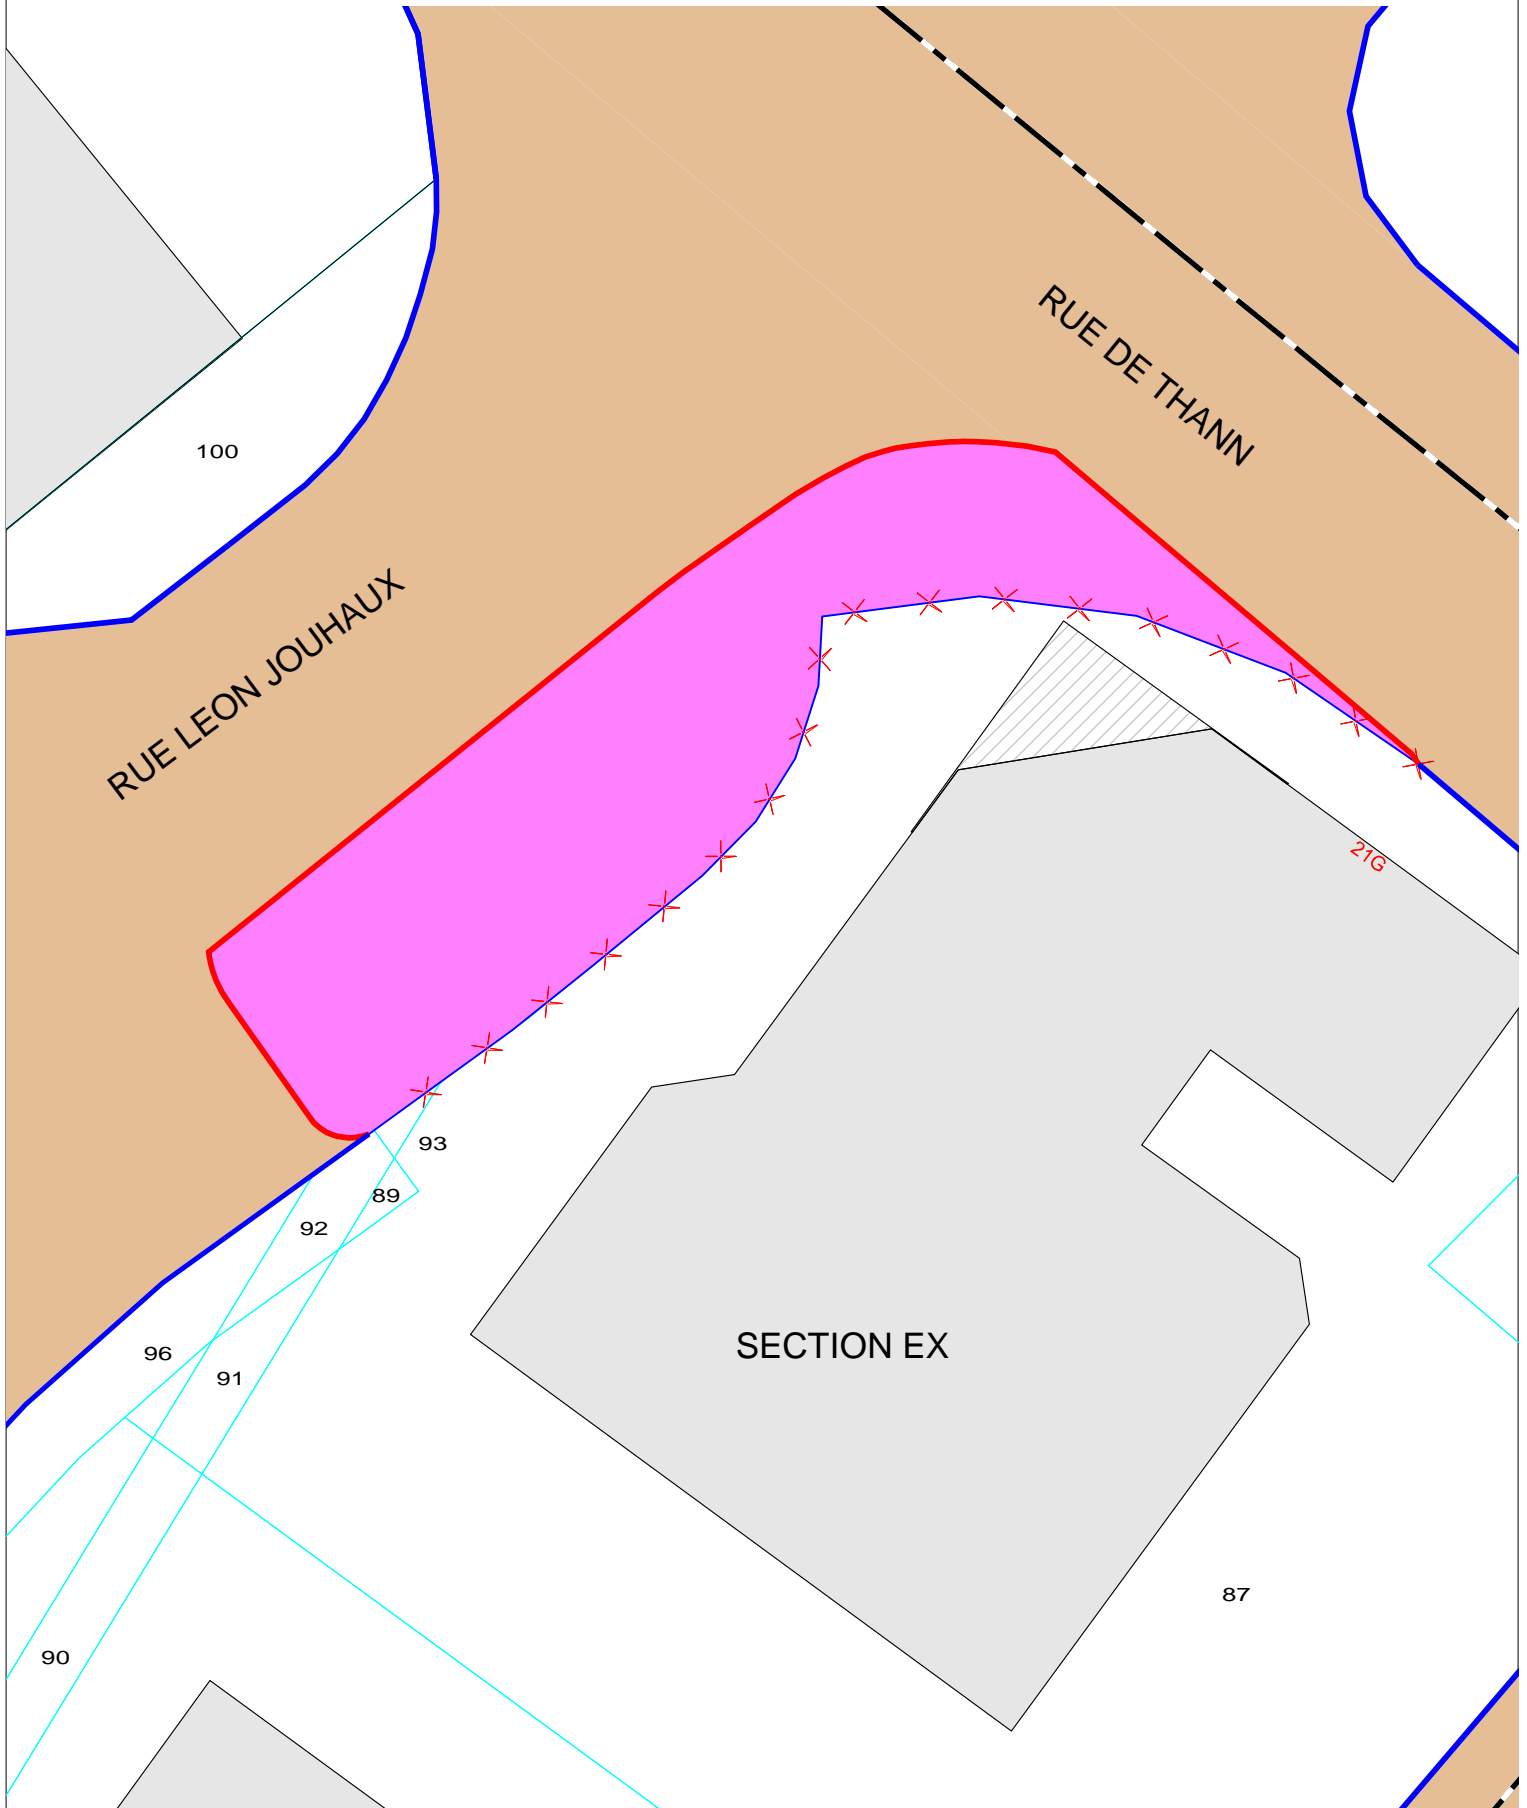 RUE DE THANN
100
RUE LEON JOUHAUX
21G
93
89
92
SECTION EX
96
91
87
90